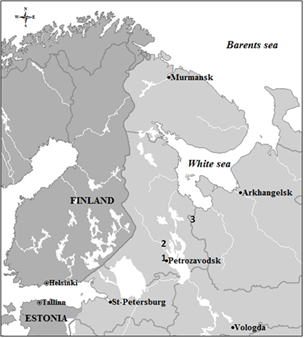 N
W E
S
Barents sea
Murmansk
White sea
Arkhangelsk
FINLAND
3
2
1 Petrozavodsk
Helsinki
Tallinn
St-Petersburg
ESTONIA
Vologda